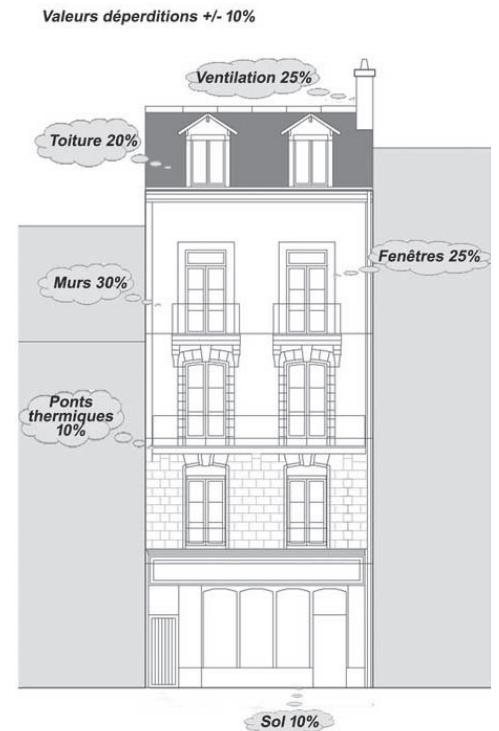 Valeurs déperditions +/- 10%
Ventilation 25%
Toiture 20%
Fenêtres 25%
Murs 30%
Ponts
thermiques
10%
Sol 10%